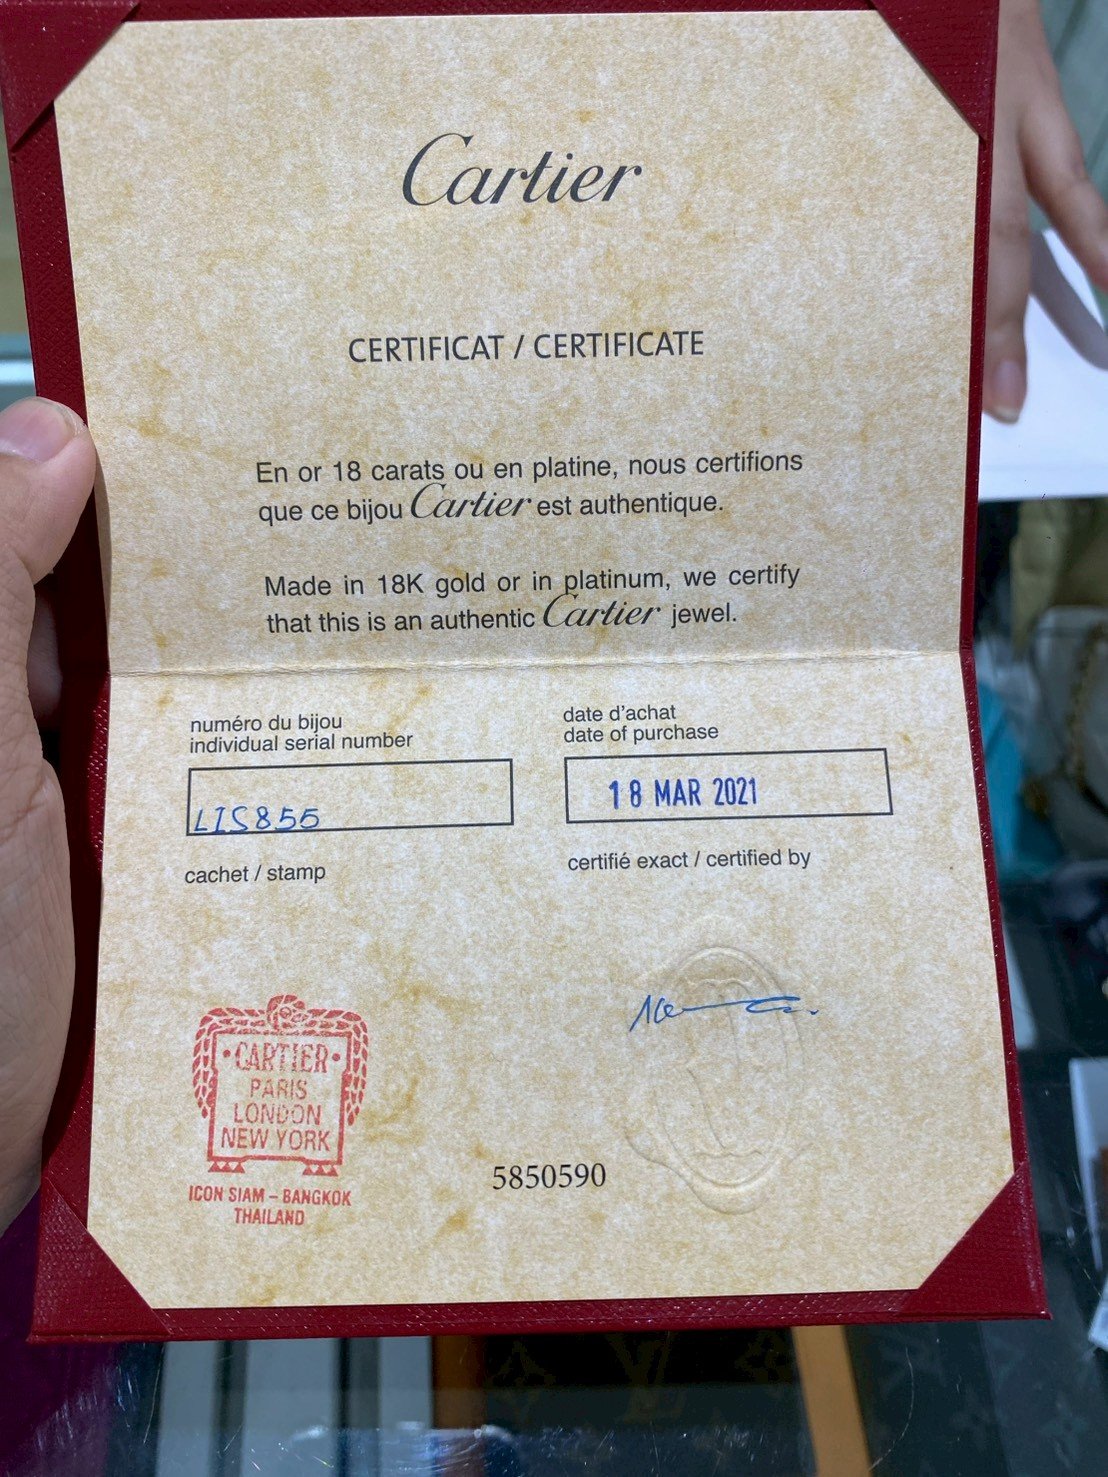 Cartier
CERTIFICAT / CERTIFICATE
En or 18 carats ou en platine, nous certifions
que ce bijou Cartier est authentique.
Made in 18K gold or in platinum, we certify
that this is an authentic Cartier jewel.
numéro du bijou
individual serial number
LIS855
date d'achat
date of purchase
18 MAR 2021
cachet / stamp
certifié exact / certified by
•CARTIER•
PARIS
LONDON
NEW YORK
ICON SIAM – BANGKOK
THAILAND
5850590